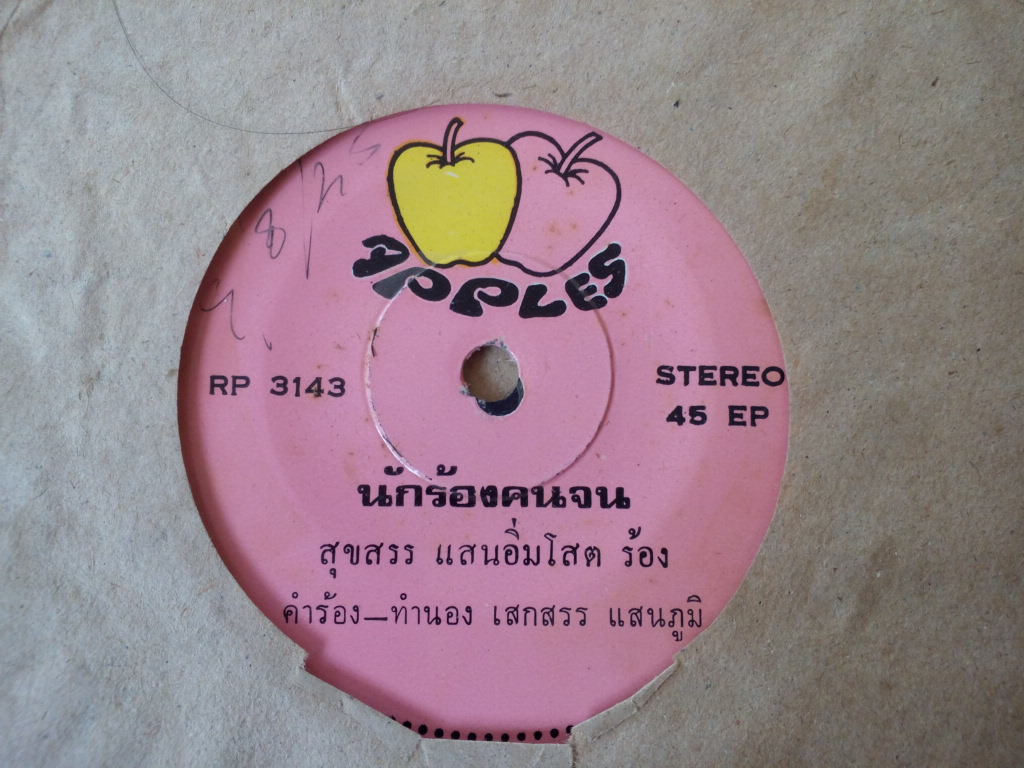 APPLES
RP 3143
STEREO
45 EP
นักร้องคนจน
สุขสรร แสนอิ่มโสต ร้อง
คำร้อง—ทำนอง เสกสรร แสนภูมิ